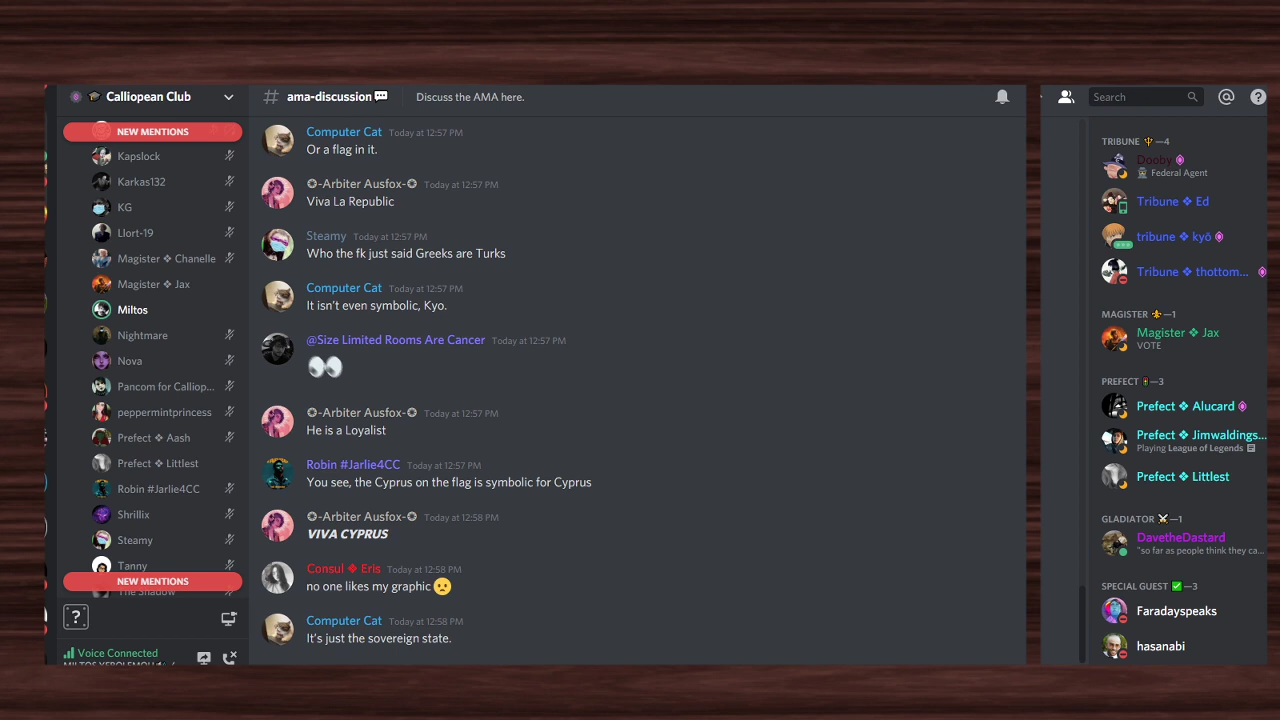 Calliopean Club
NEW MENTIONS
Kapslock
Karkas132
KG
Llort-19
Magister ❖ Chanelle
Magister ❖ Jax
Miltos
Nightmare
Nova
Pancom for Calliop...
peppermintprincess
Prefect ❖ Aash
Prefect ❖ Littlest
Robin #Jarlie4CC
Shrillix
Steamy
Tanny
NEW MENTIONS
The Shadow
?
Voice Connected
# ama-discussion💬
Discuss the AMA here.
Computer Cat Today at 12:57 PM
Or a flag in it.
✪-Arbiter Ausfox-✪ Today at 12:57 PM
Viva La Republic
Steamy Today at 12:57 PM
Who the fk just said Greeks are Turks
Computer Cat Today at 12:57 PM
It isn't even symbolic, Kyo.
@Size Limited Rooms Are Cancer Today at 12:57 PM
👀
✪-Arbiter Ausfox-✪ Today at 12:57 PM
He is a Loyalist
Robin #Jarlie4CC Today at 12:57 PM
You see, the Cyprus on the flag is symbolic for Cyprus
✪-Arbiter Ausfox-✪ Today at 12:58 PM
VIVA CYPRUS
Consul ❖ Eris Today at 12:58 PM
no one likes my graphic 🙁
Computer Cat Today at 12:58 PM
It's just the sovereign state.
Search @ ?
TRIBUNE 🔱—4
Dooby
Federal Agent
Tribune ❖ Ed
tribune ❖ kyō
Tribune ❖ thottom...
MAGISTER ⚜—1
Magister ❖ Jax
VOTE
PREFECT —3
Prefect ❖ Alucard
Prefect ❖ Jimwaldings...
Playing League of Legends
Prefect ❖ Littlest
GLADIATOR ⚔—1
DavetheDastard
"so far as people think they ca...
SPECIAL GUEST ✅—3
Faradayspeaks
hasanabi